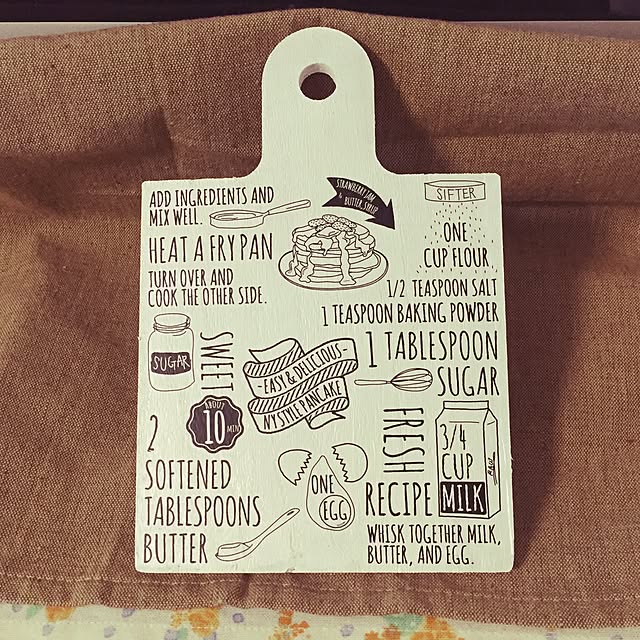 ADD INGREDIENTS AND
MIX WELL.
HEAT A FRY PAN
TURN OVER AND
COOK THE OTHER SIDE.
STRAWBERRY JAM
& BUTTER, SYRUP
SIFTER
ONE
CUP FLOUR
1/2 TEASPOON SALT
1 TEASPOON BAKING POWDER
1 TABLESPOON
SUGAR
SUGAR
SWEET
-EASY & DELICIOUS-
NY STYLE PANCAKE
ABOUT
10 MIN
2
SOFTENED
TABLESPOONS
BUTTER
ONE
EGG
FRESH
RECIPE
3/4
CUP
MILK
WHISK TOGETHER MILK,
BUTTER, AND EGG.